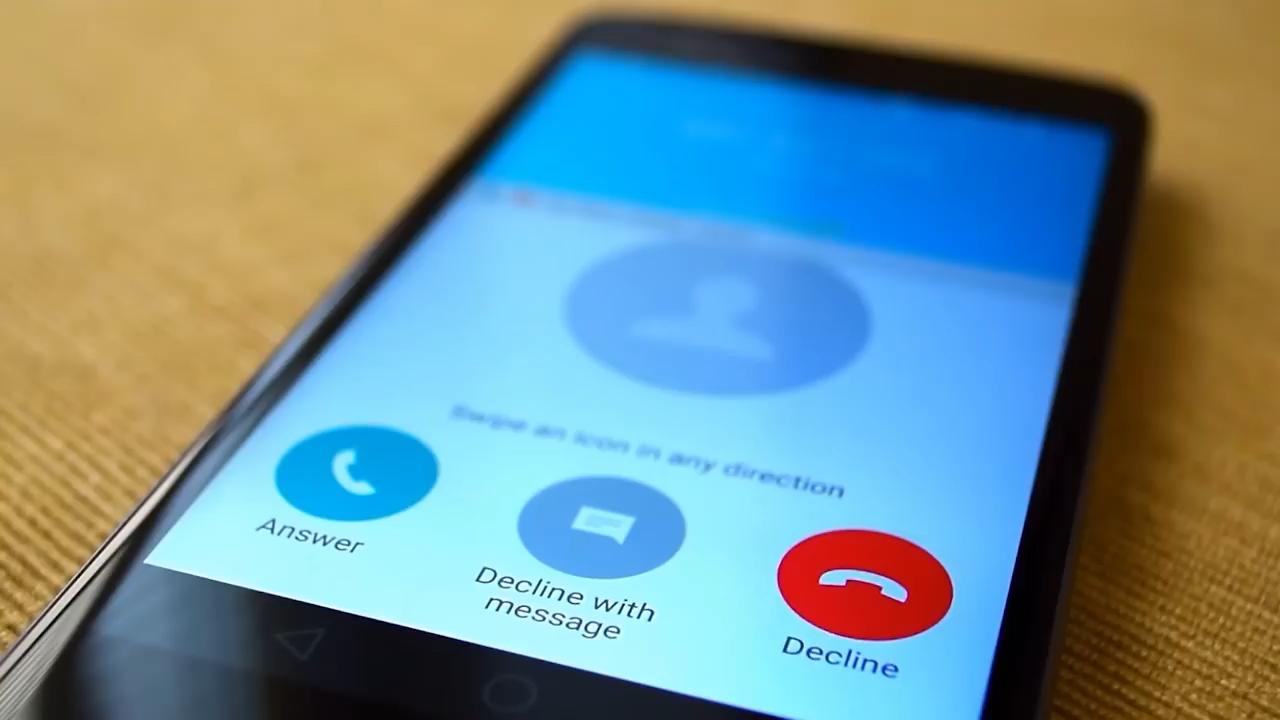 Swipe an icon in any direction
Answer
Decline with
message
Decline